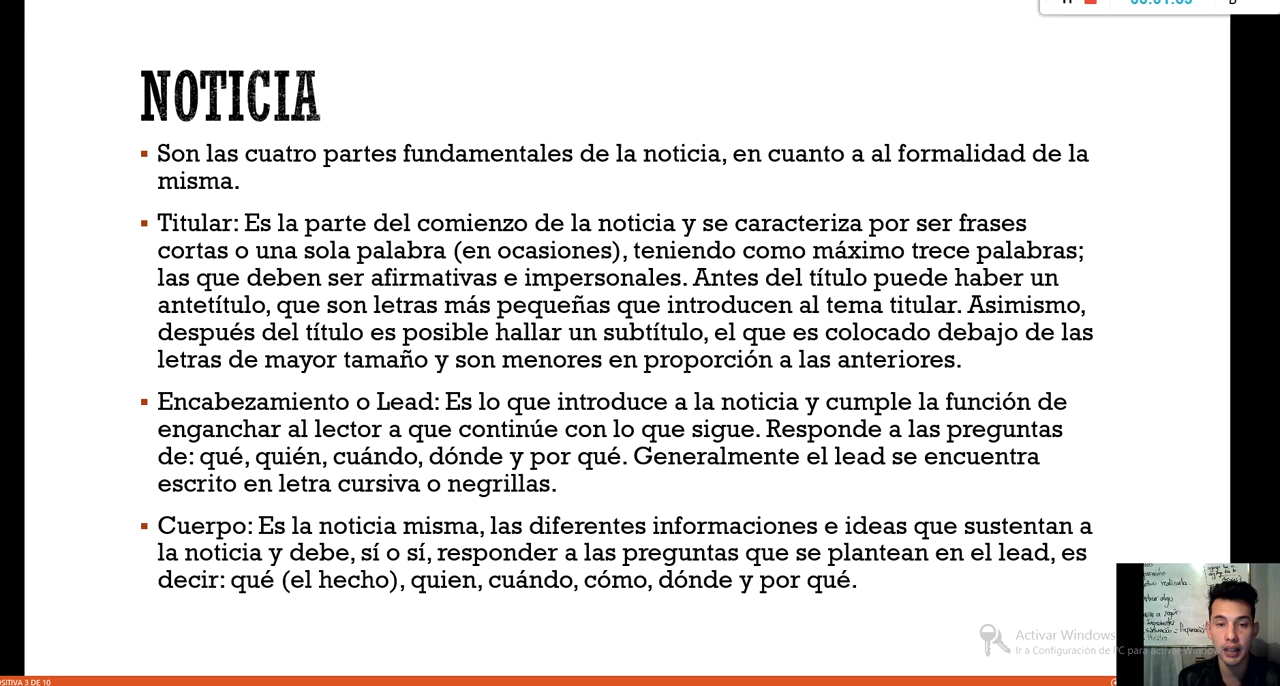 NOTICIA
Son las cuatro partes fundamentales de la noticia, en cuanto a al formalidad de la
misma.
Titular: Es la parte del comienzo de la noticia y se caracteriza por ser frases
cortas o una sola palabra (en ocasiones), teniendo como máximo trece palabras;
las que deben ser afirmativas e impersonales. Antes del título puede haber un
antetítulo, que son letras más pequeñas que introducen al tema titular. Asimismo,
después del título es posible hallar un subtítulo, el que es colocado debajo de las
letras de mayor tamaño y son menores en proporción a las anteriores.
Encabezamiento o Lead: Es lo que introduce a la noticia y cumple la función de
enganchar al lector a que continúe con lo que sigue. Responde a las preguntas
de: qué, quién, cuándo, dónde y por qué. Generalmente el lead se encuentra
escrito en letra cursiva o negrillas.
Cuerpo: Es la noticia misma, las diferentes informaciones e ideas que sustentan a
la noticia y debe, sí o sí, responder a las preguntas que se plantean en el lead, es
decir: qué (el hecho), quien, cuándo, cómo, dónde y por qué.
Activar Windows
Ir a Configuración de PC para activar Windows
3 DE 10